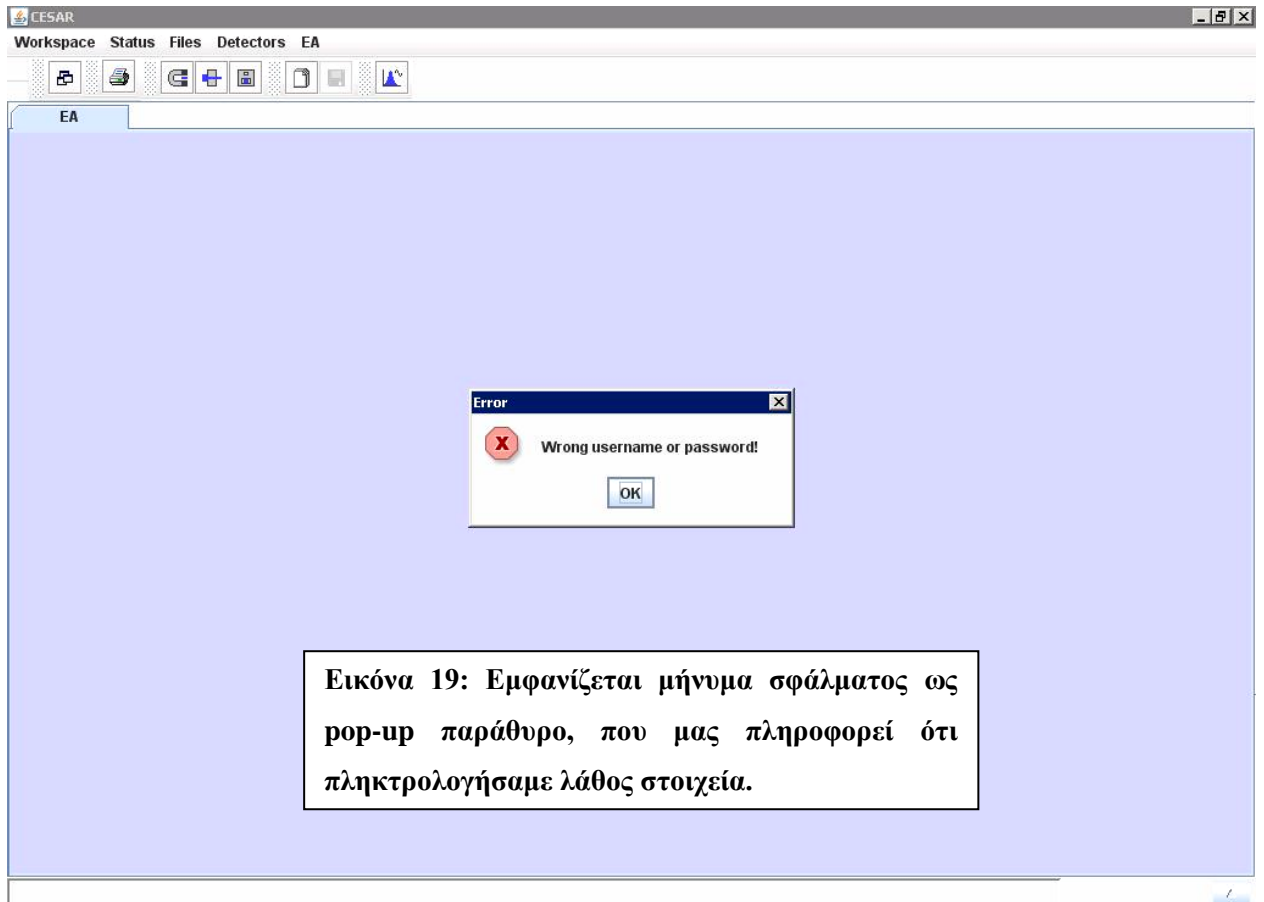 CESAR
Workspace Status Files Detectors EA
EA
Error
Wrong username or password!
OK
Εικόνα 19: Εμφανίζεται μήνυμα σφάλματος ως
pop-up παράθυρο, που μας πληροφορεί ότι
πληκτρολογήσαμε λάθος στοιχεία.